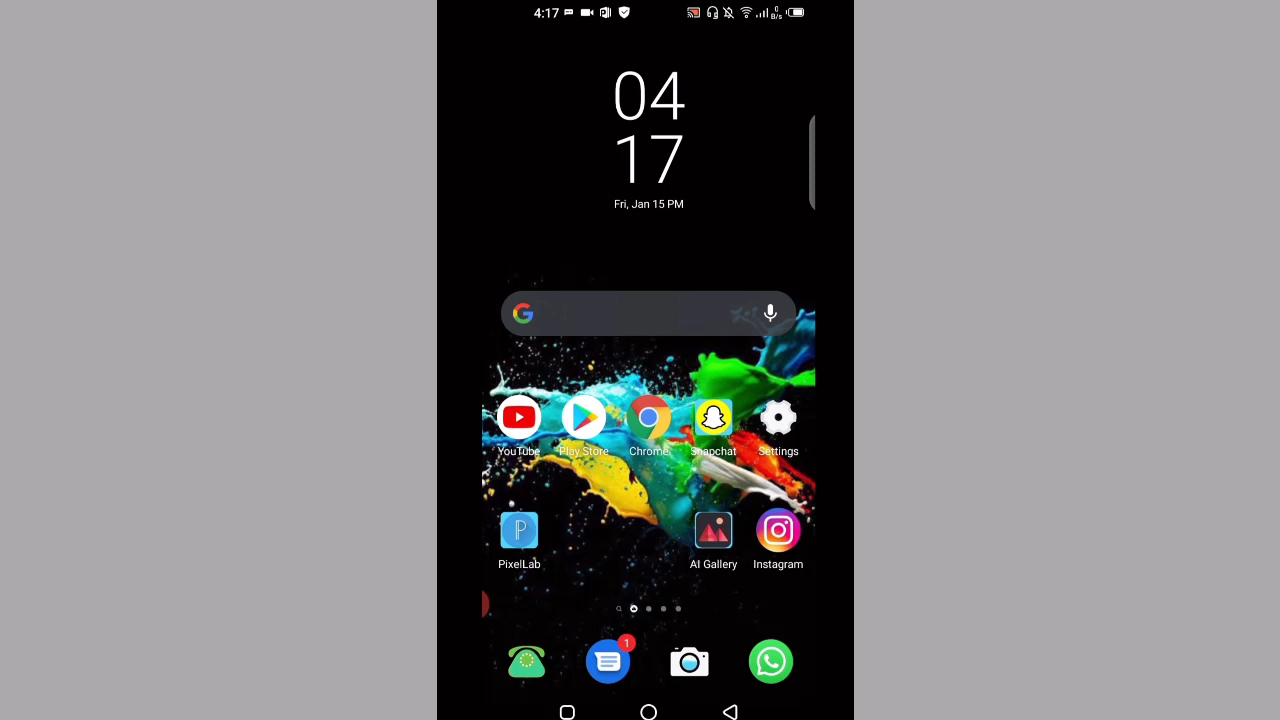 4:17
0
B/s
04
17
Fri, Jan 15 PM
YouTube
Play Store
Chrome
Snapchat
Settings
PixelLab
AI Gallery
Instagram
1